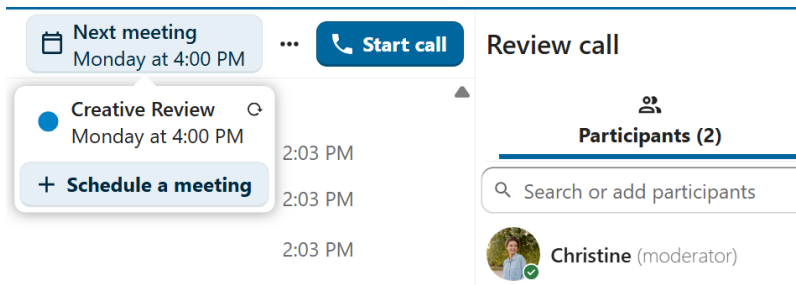 Next meeting
Monday at 4:00 PM
Start call
Review call
Creative Review
Monday at 4:00 PM
Schedule a meeting
2:03 PM
2:03 PM
2:03 PM
Participants (2)
Search or add participants
Christine (moderator)